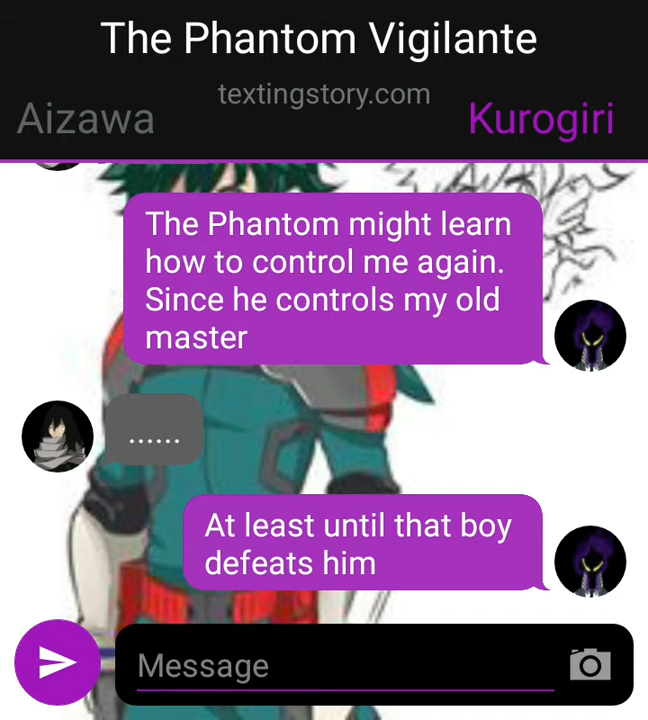 The Phantom Vigilante
textingstory.com
Aizawa
Kurogiri
The Phantom might learn
how to control me again.
Since he controls my old
master
......
At least until that boy
defeats him
Message